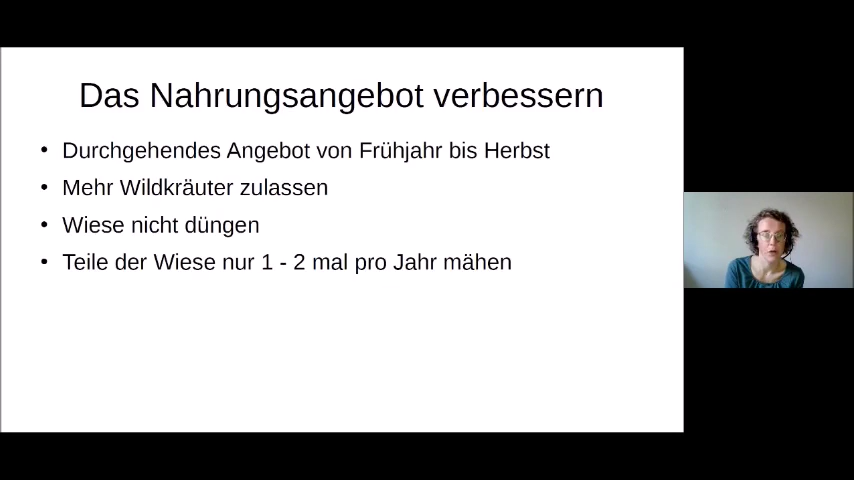 Das Nahrungsangebot verbessern
• Durchgehendes Angebot von Frühjahr bis Herbst
• Mehr Wildkräuter zulassen
• Wiese nicht düngen
• Teile der Wiese nur 1 - 2 mal pro Jahr mähen